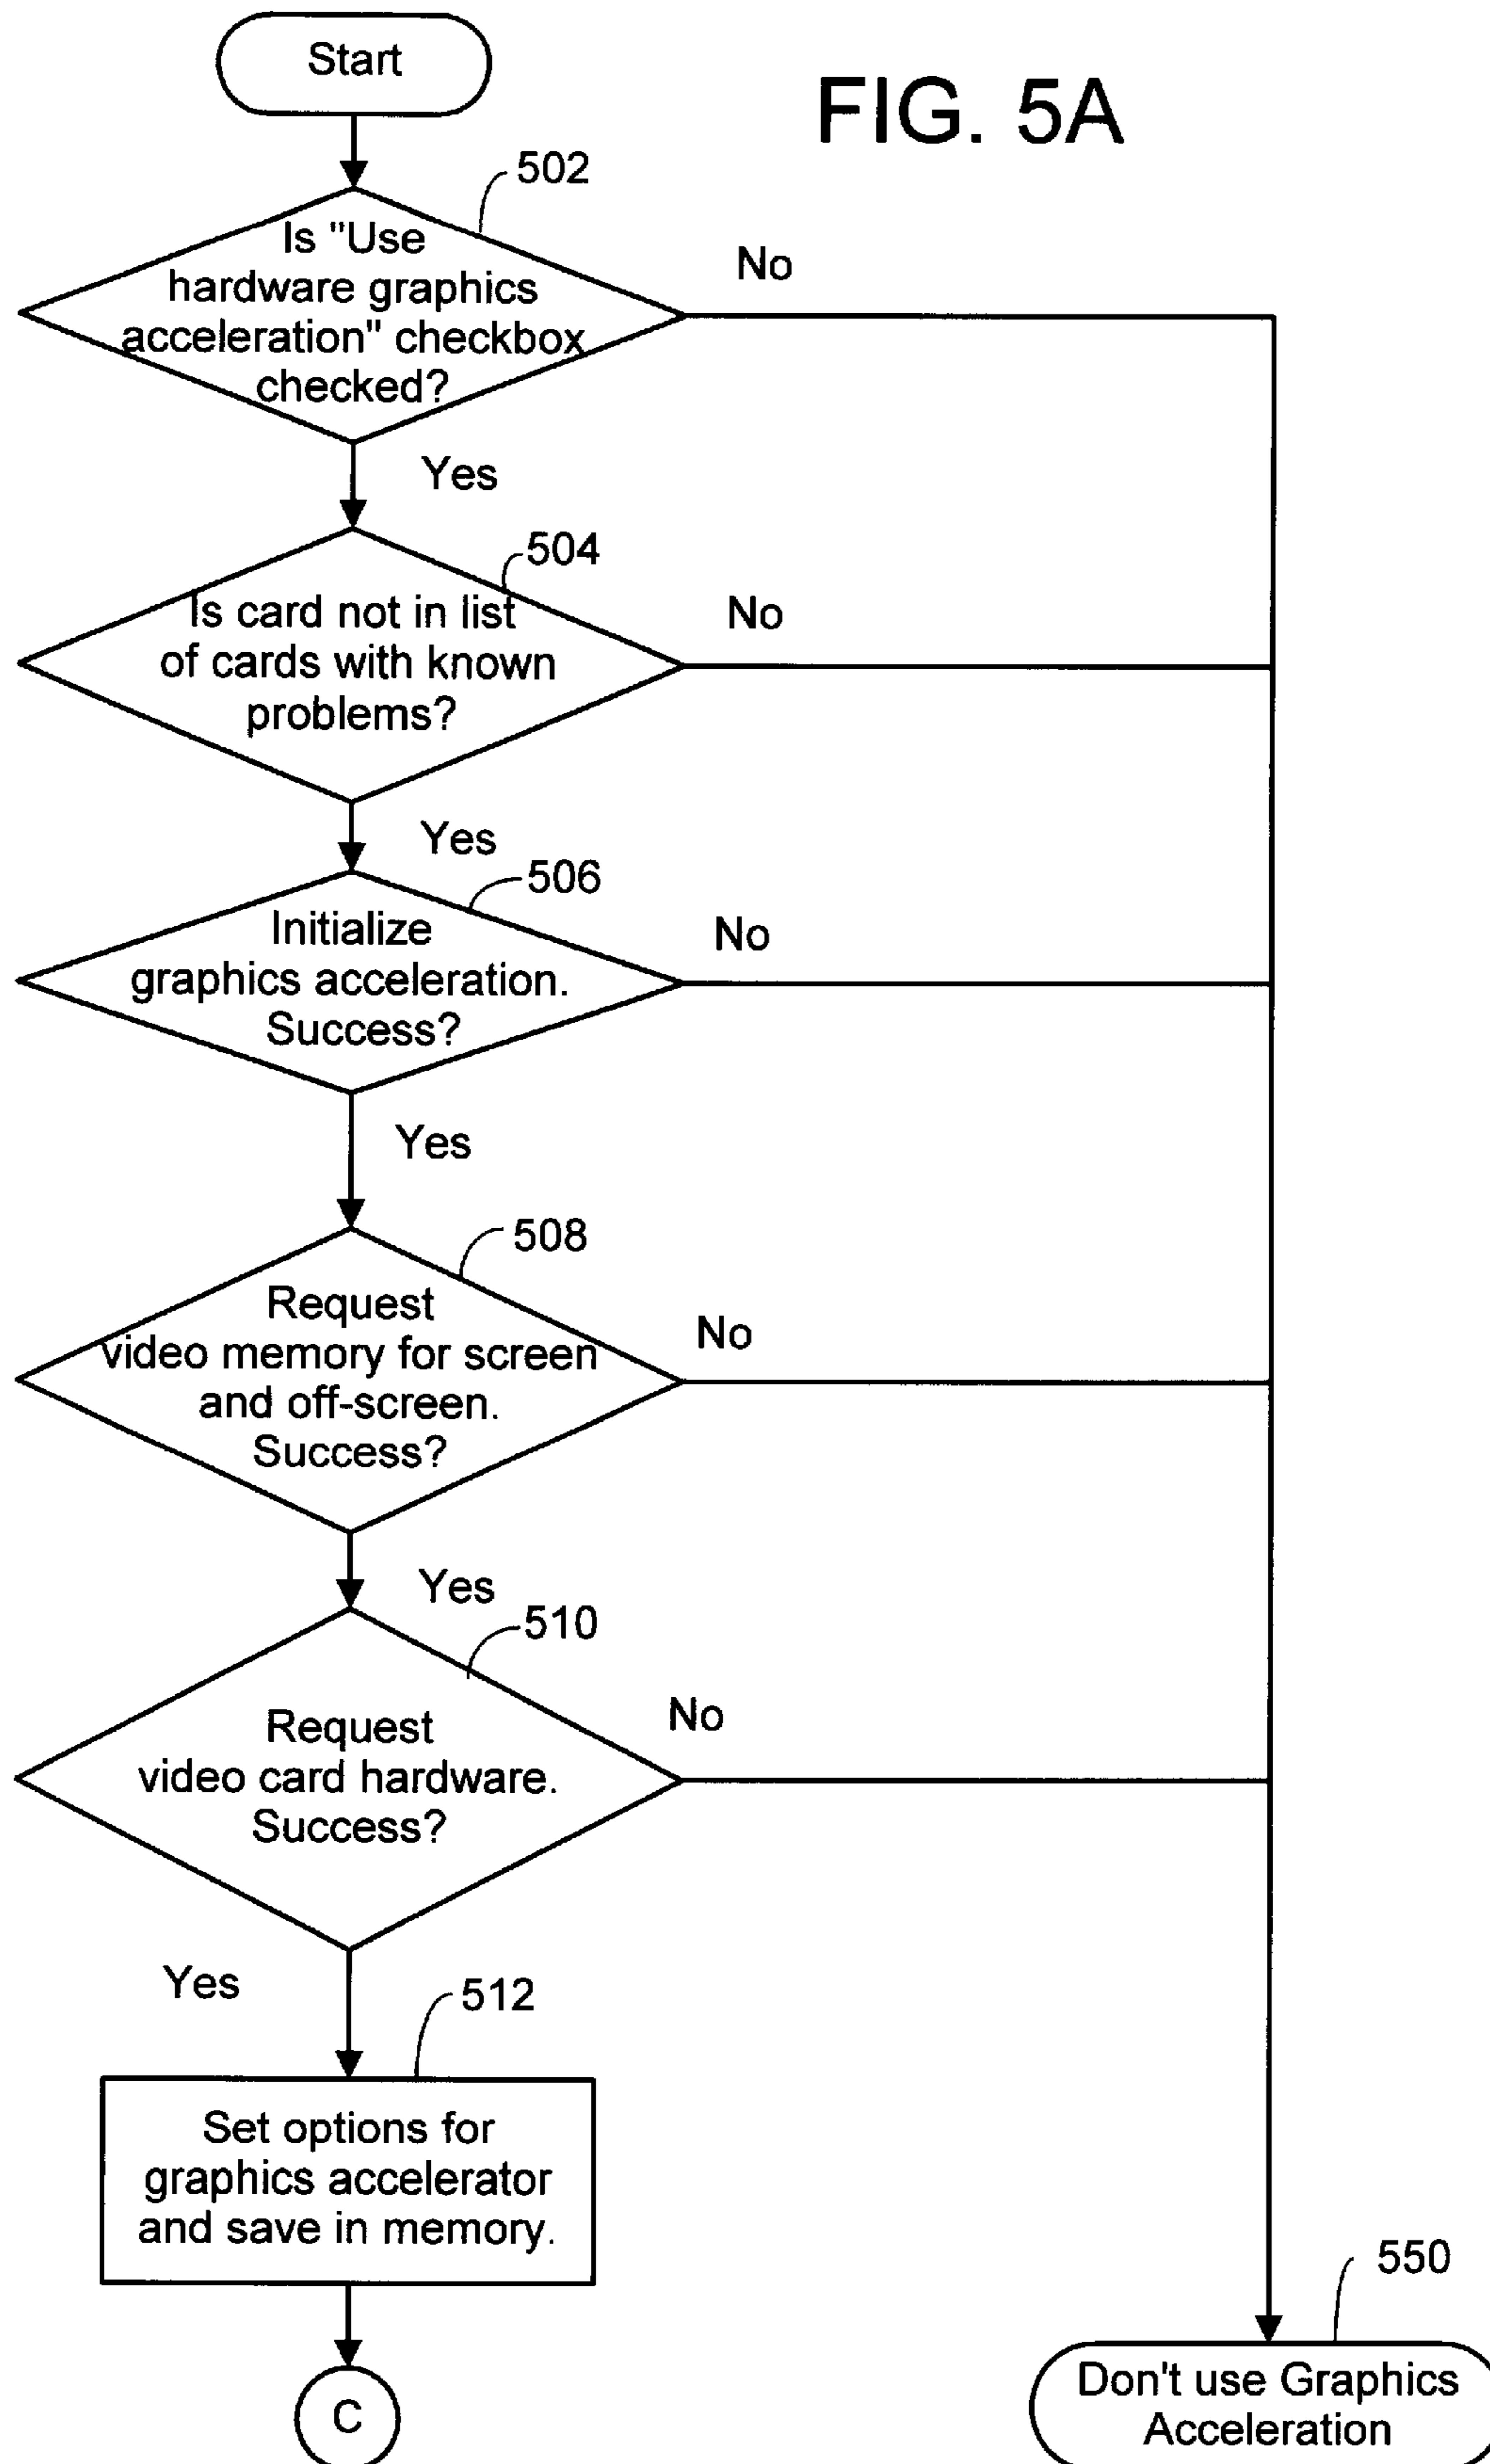 Start
FIG. 5A
502
Is "Use
hardware graphics
acceleration" checkbox
checked?
No
Yes
504
Is card not in list
of cards with known
problems?
No
Yes
506
Initialize
graphics acceleration.
Success?
No
Yes
508
Request
video memory for screen
and off-screen.
Success?
No
Yes
510
Request
video card hardware.
Success?
No
Yes
512
Set options for
graphics accelerator
and save in memory.
C
550
Don't use Graphics
Acceleration